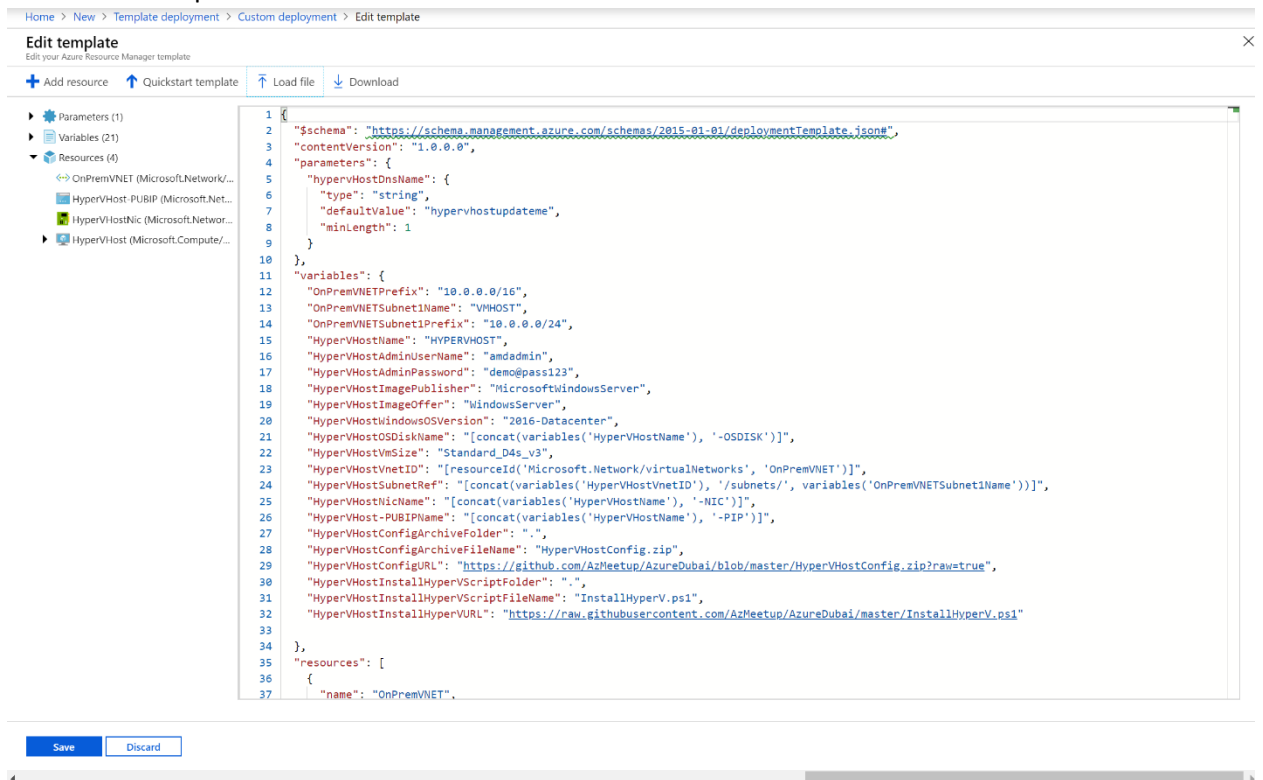 Home > New > Template deployment > Custom deployment > Edit template
Edit template
Edit your Azure Resource Manager template
Add resource Quickstart template Load file Download
Parameters (1)
Variables (21)
Resources (4)
OnPremVNET (Microsoft.Network/...
HyperVHost-PUBIP (Microsoft.Net...
HyperVHostNic (Microsoft.Networ...
HyperVHost (Microsoft.Compute/...
1 {
2 "$schema": "https://schema.management.azure.com/schemas/2015-01-01/deploymentTemplate.json#",
3 "contentVersion": "1.0.0.0",
4 "parameters": {
5 "hypervHostDnsName": {
6 "type": "string",
7 "defaultValue": "hypervhostupdateme",
8 "minLength": 1
9 }
10 },
11 "variables": {
12 "OnPremVNETPrefix": "10.0.0.0/16",
13 "OnPremVNETSubnet1Name": "VMHOST",
14 "OnPremVNETSubnet1Prefix": "10.0.0.0/24",
15 "HyperVHostName": "HYPERVHOST",
16 "HyperVHostAdminUserName": "amdadmin",
17 "HyperVHostAdminPassword": "demo@pass123",
18 "HyperVHostImagePublisher": "MicrosoftWindowsServer",
19 "HyperVHostImageOffer": "WindowsServer",
20 "HyperVHostWindowsOSVersion": "2016-Datacenter",
21 "HyperVHostOSDiskName": "[concat(variables('HyperVHostName'), '-OSDISK')]",
22 "HyperVHostVmSize": "Standard_D4s_v3",
23 "HyperVHostVnetID": "[resourceId('Microsoft.Network/virtualNetworks', 'OnPremVNET')]",
24 "HyperVHostSubnetRef": "[concat(variables('HyperVHostVnetID'), '/subnets/', variables('OnPremVNETSubnet1Name'))]",
25 "HyperVHostNicName": "[concat(variables('HyperVHostName'), '-NIC')]",
26 "HyperVHost-PUBIPName": "[concat(variables('HyperVHostName'), '-PIP')]",
27 "HyperVHostConfigArchiveFolder": ".",
28 "HyperVHostConfigArchiveFileName": "HyperVHostConfig.zip",
29 "HyperVHostConfigURL": "https://github.com/AzMeetup/AzureDubai/blob/master/HyperVHostConfig.zip?raw=true",
30 "HyperVHostInstallHyperVScriptFolder": ".",
31 "HyperVHostInstallHyperVScriptFileName": "InstallHyperV.ps1",
32 "HyperVHostInstallHyperVURL": "https://raw.githubusercontent.com/AzMeetup/AzureDubai/master/InstallHyperV.ps1"
33
34 },
35 "resources": [
36 {
37 "name": "OnPremVNET",
Save Discard